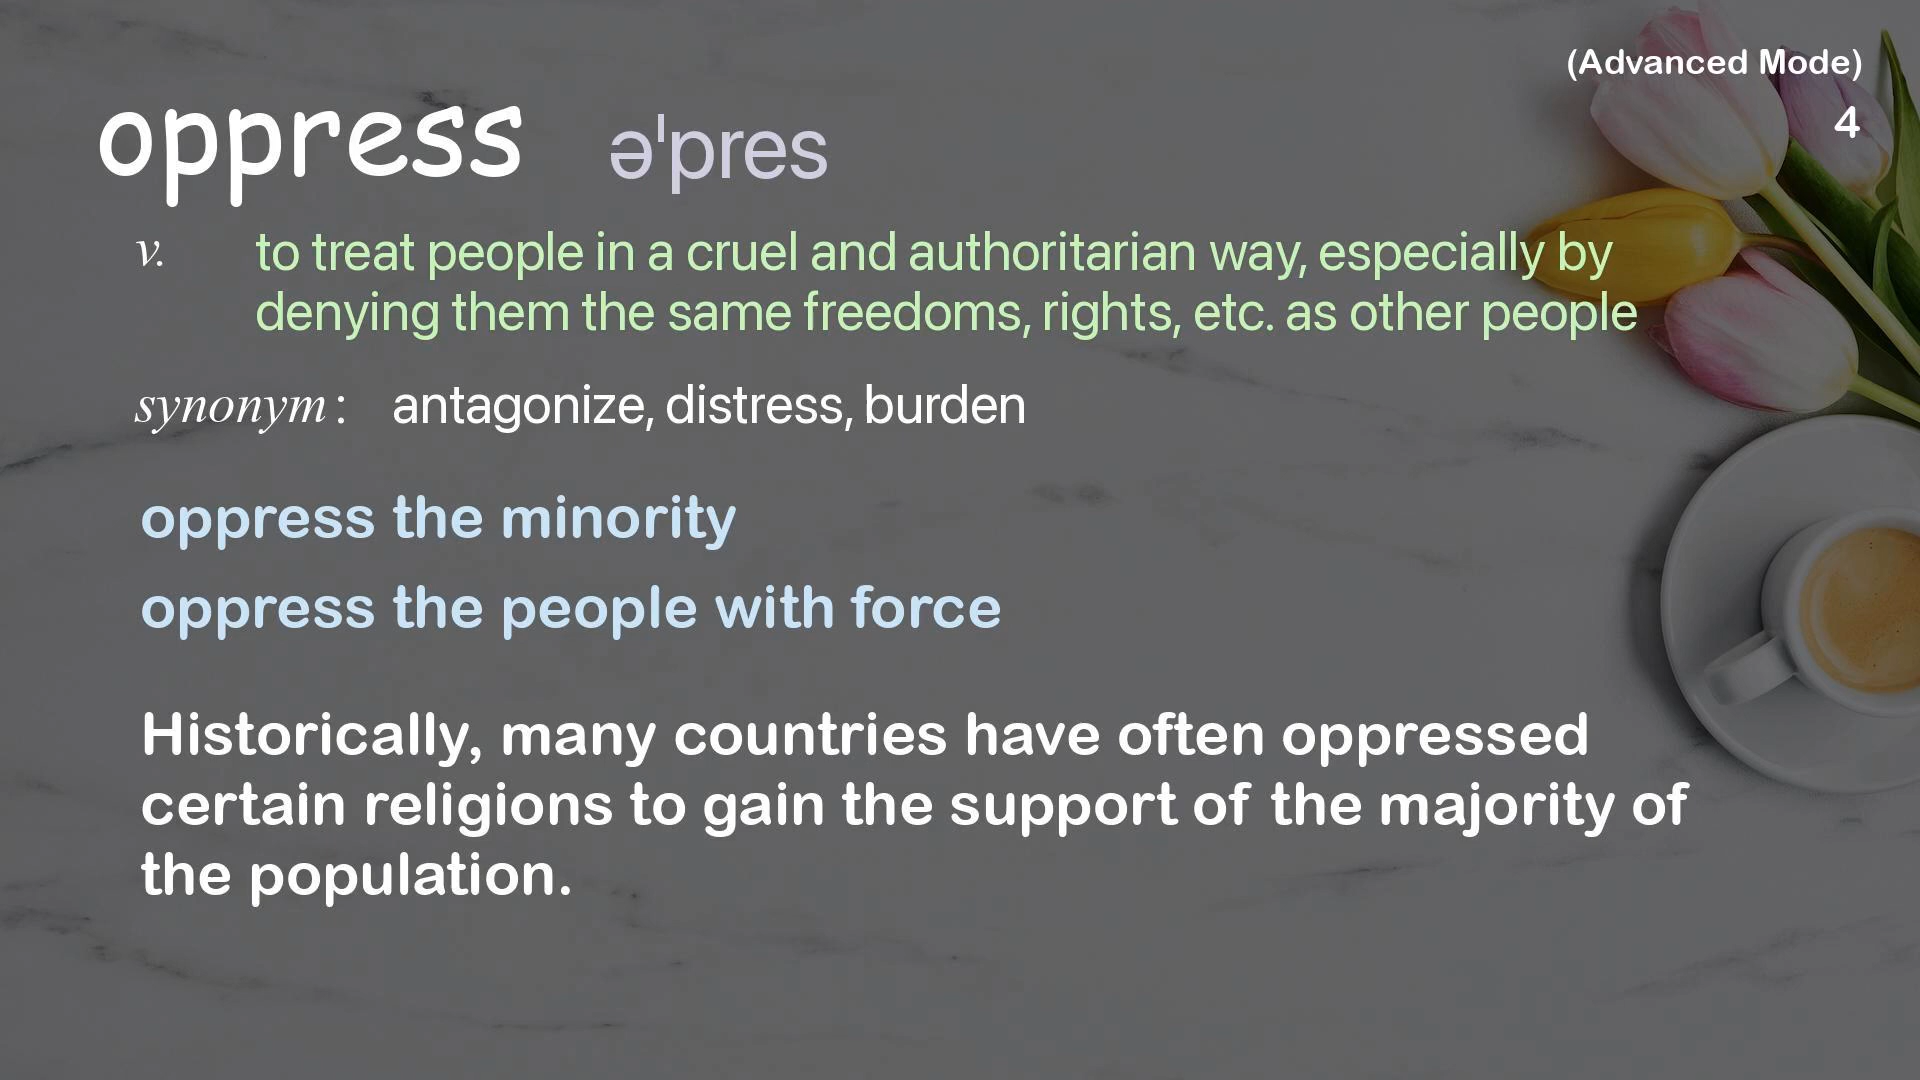 (Advanced Mode)
4
oppress əˈpres
v. to treat people in a cruel and authoritarian way, especially by
denying them the same freedoms, rights, etc. as other people
synonym : antagonize, distress, burden
oppress the minority
oppress the people with force
Historically, many countries have often oppressed
certain religions to gain the support of the majority of
the population.